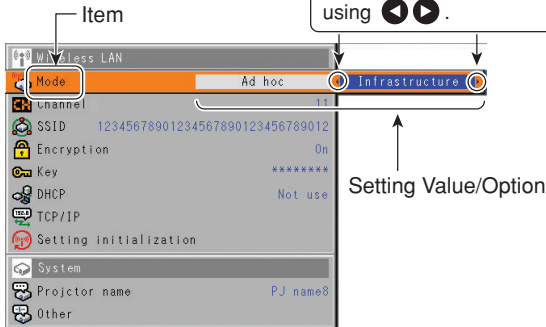 Item
using ◀ ▶ .
Wireless LAN
Mode Ad hoc Infrastructure
CH Channel 11
SSID 12345678901234567890123456789012
Encryption On
Key ********
DHCP Not use
TCP/IP
Setting initialization
Setting Value/Option
System
Projctor name PJ name8
Other